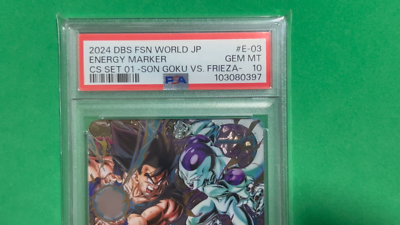 2024 DBS FSN WORLD JP #E-03
ENERGY MARKER GEM MT
CS SET 01 -SON GOKU VS. FRIEZA- 10
PSA 103080397